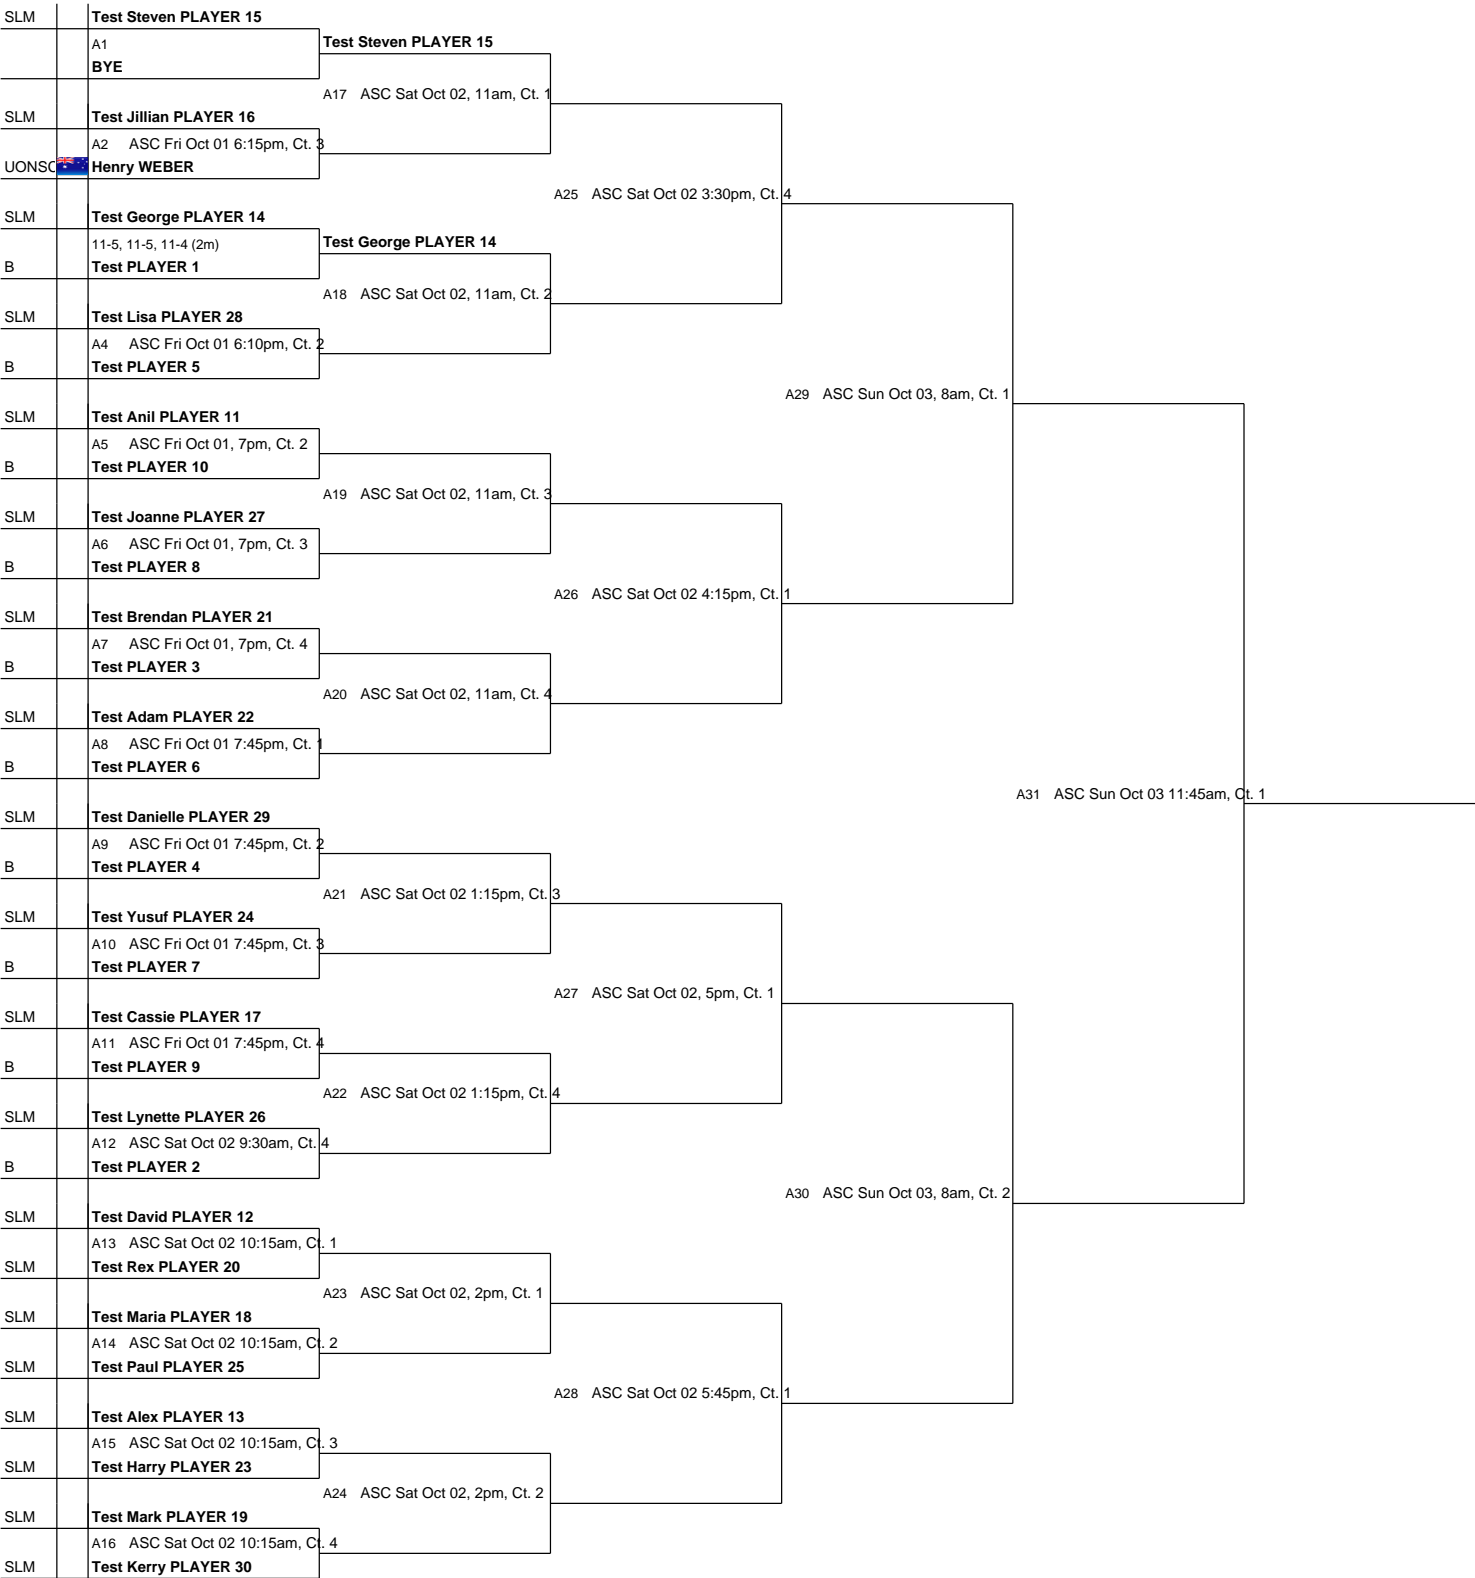 SLM Test Steven PLAYER 15
A1 Test Steven PLAYER 15
BYE
A17 ASC Sat Oct 02, 11am, Ct. 1
SLM Test Jillian PLAYER 16
A2 ASC Fri Oct 01 6:15pm, Ct. 3
UONSC Henry WEBER
A25 ASC Sat Oct 02 3:30pm, Ct. 4
SLM Test George PLAYER 14
11-5, 11-5, 11-4 (2m) Test George PLAYER 14
B Test PLAYER 1
A18 ASC Sat Oct 02, 11am, Ct. 2
SLM Test Lisa PLAYER 28
A4 ASC Fri Oct 01 6:10pm, Ct. 2
B Test PLAYER 5
A29 ASC Sun Oct 03, 8am, Ct. 1
SLM Test Anil PLAYER 11
A5 ASC Fri Oct 01, 7pm, Ct. 2
B Test PLAYER 10
A19 ASC Sat Oct 02, 11am, Ct. 3
SLM Test Joanne PLAYER 27
A6 ASC Fri Oct 01, 7pm, Ct. 3
B Test PLAYER 8
A26 ASC Sat Oct 02 4:15pm, Ct. 1
SLM Test Brendan PLAYER 21
A7 ASC Fri Oct 01, 7pm, Ct. 4
B Test PLAYER 3
A20 ASC Sat Oct 02, 11am, Ct. 4
SLM Test Adam PLAYER 22
A8 ASC Fri Oct 01 7:45pm, Ct. 1
B Test PLAYER 6
A31 ASC Sun Oct 03 11:45am, Ct. 1
SLM Test Danielle PLAYER 29
A9 ASC Fri Oct 01 7:45pm, Ct. 2
B Test PLAYER 4
A21 ASC Sat Oct 02 1:15pm, Ct. 3
SLM Test Yusuf PLAYER 24
A10 ASC Fri Oct 01 7:45pm, Ct. 3
B Test PLAYER 7
A27 ASC Sat Oct 02, 5pm, Ct. 1
SLM Test Cassie PLAYER 17
A11 ASC Fri Oct 01 7:45pm, Ct. 4
B Test PLAYER 9
A22 ASC Sat Oct 02 1:15pm, Ct. 4
SLM Test Lynette PLAYER 26
A12 ASC Sat Oct 02 9:30am, Ct. 4
B Test PLAYER 2
A30 ASC Sun Oct 03, 8am, Ct. 2
SLM Test David PLAYER 12
A13 ASC Sat Oct 02 10:15am, Ct. 1
SLM Test Rex PLAYER 20
A23 ASC Sat Oct 02, 2pm, Ct. 1
SLM Test Maria PLAYER 18
A14 ASC Sat Oct 02 10:15am, Ct. 2
SLM Test Paul PLAYER 25
A28 ASC Sat Oct 02 5:45pm, Ct. 1
SLM Test Alex PLAYER 13
A15 ASC Sat Oct 02 10:15am, Ct. 3
SLM Test Harry PLAYER 23
A24 ASC Sat Oct 02, 2pm, Ct. 2
SLM Test Mark PLAYER 19
A16 ASC Sat Oct 02 10:15am, Ct. 4
SLM Test Kerry PLAYER 30